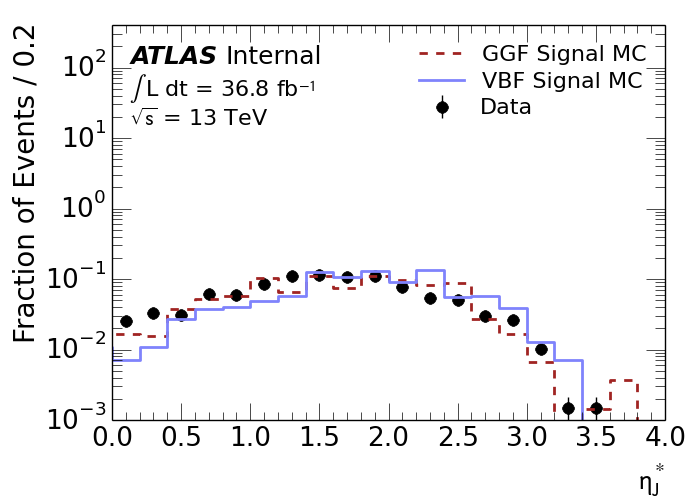 ATLAS Internal
∫L dt = 36.8 fb⁻¹
√s = 13 TeV
GGF Signal MC
VBF Signal MC
Data
Fraction of Events / 0.2
10²
10¹
10⁰
10⁻¹
10⁻²
10⁻³
0.0 0.5 1.0 1.5 2.0 2.5 3.0 3.5 4.0
η_J^*